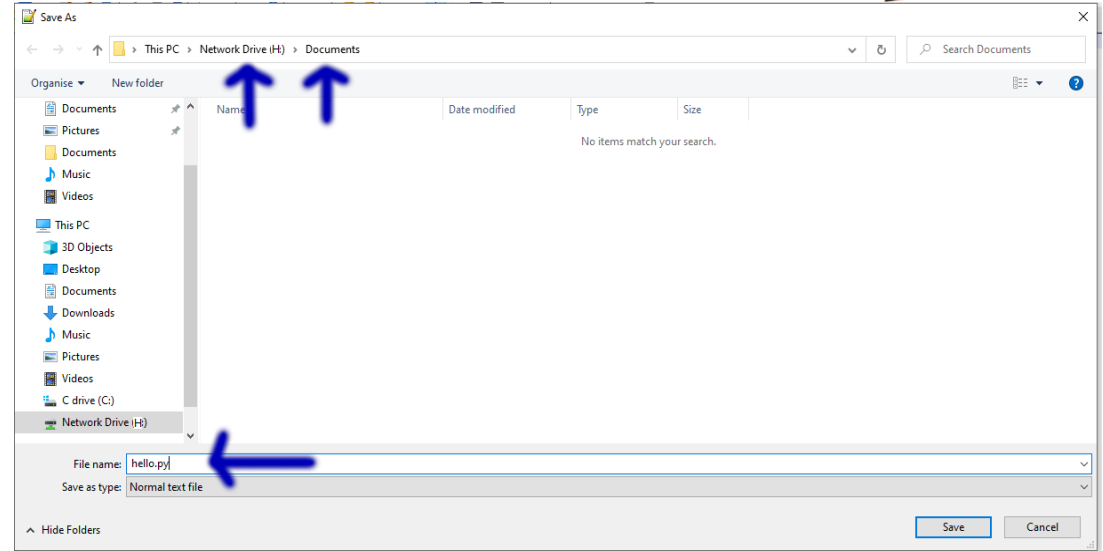 Save As
This PC > Network Drive (H:) > Documents
Search Documents
Organise
New folder
Name
Date modified
Type
Size
No items match your search.
Documents
Pictures
Documents
Music
Videos
This PC
3D Objects
Desktop
Documents
Downloads
Music
Pictures
Videos
C drive (C:)
Network Drive (H:)
File name: hello.py
Save as type: Normal text file
Hide Folders
Save
Cancel